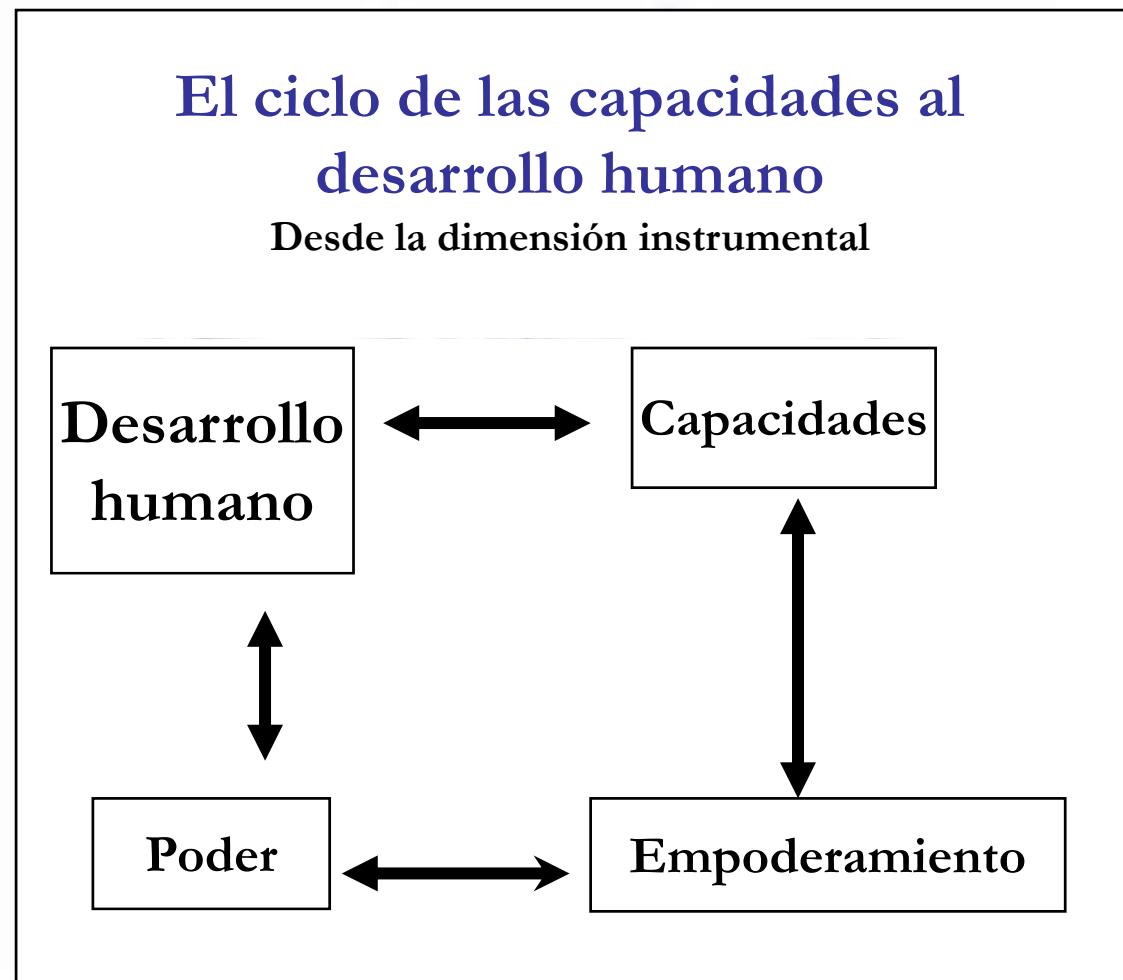 El ciclo de las capacidades al
desarrollo humano
Desde la dimensión instrumental
Desarrollo
humano
Capacidades
Poder
Empoderamiento